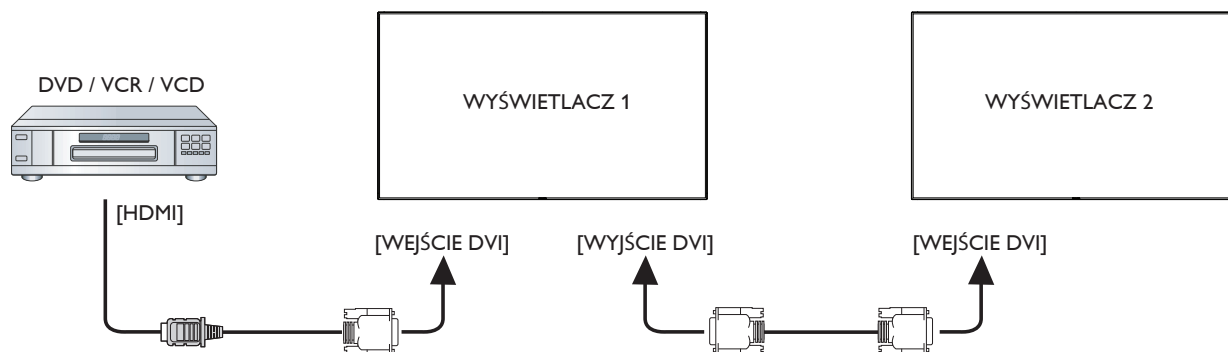 DVD / VCR / VCD
WYŚWIETLACZ 1
WYŚWIETLACZ 2
[HDMI]
[WEJŚCIE DVI]
[WYJŚCIE DVI]
[WEJŚCIE DVI]